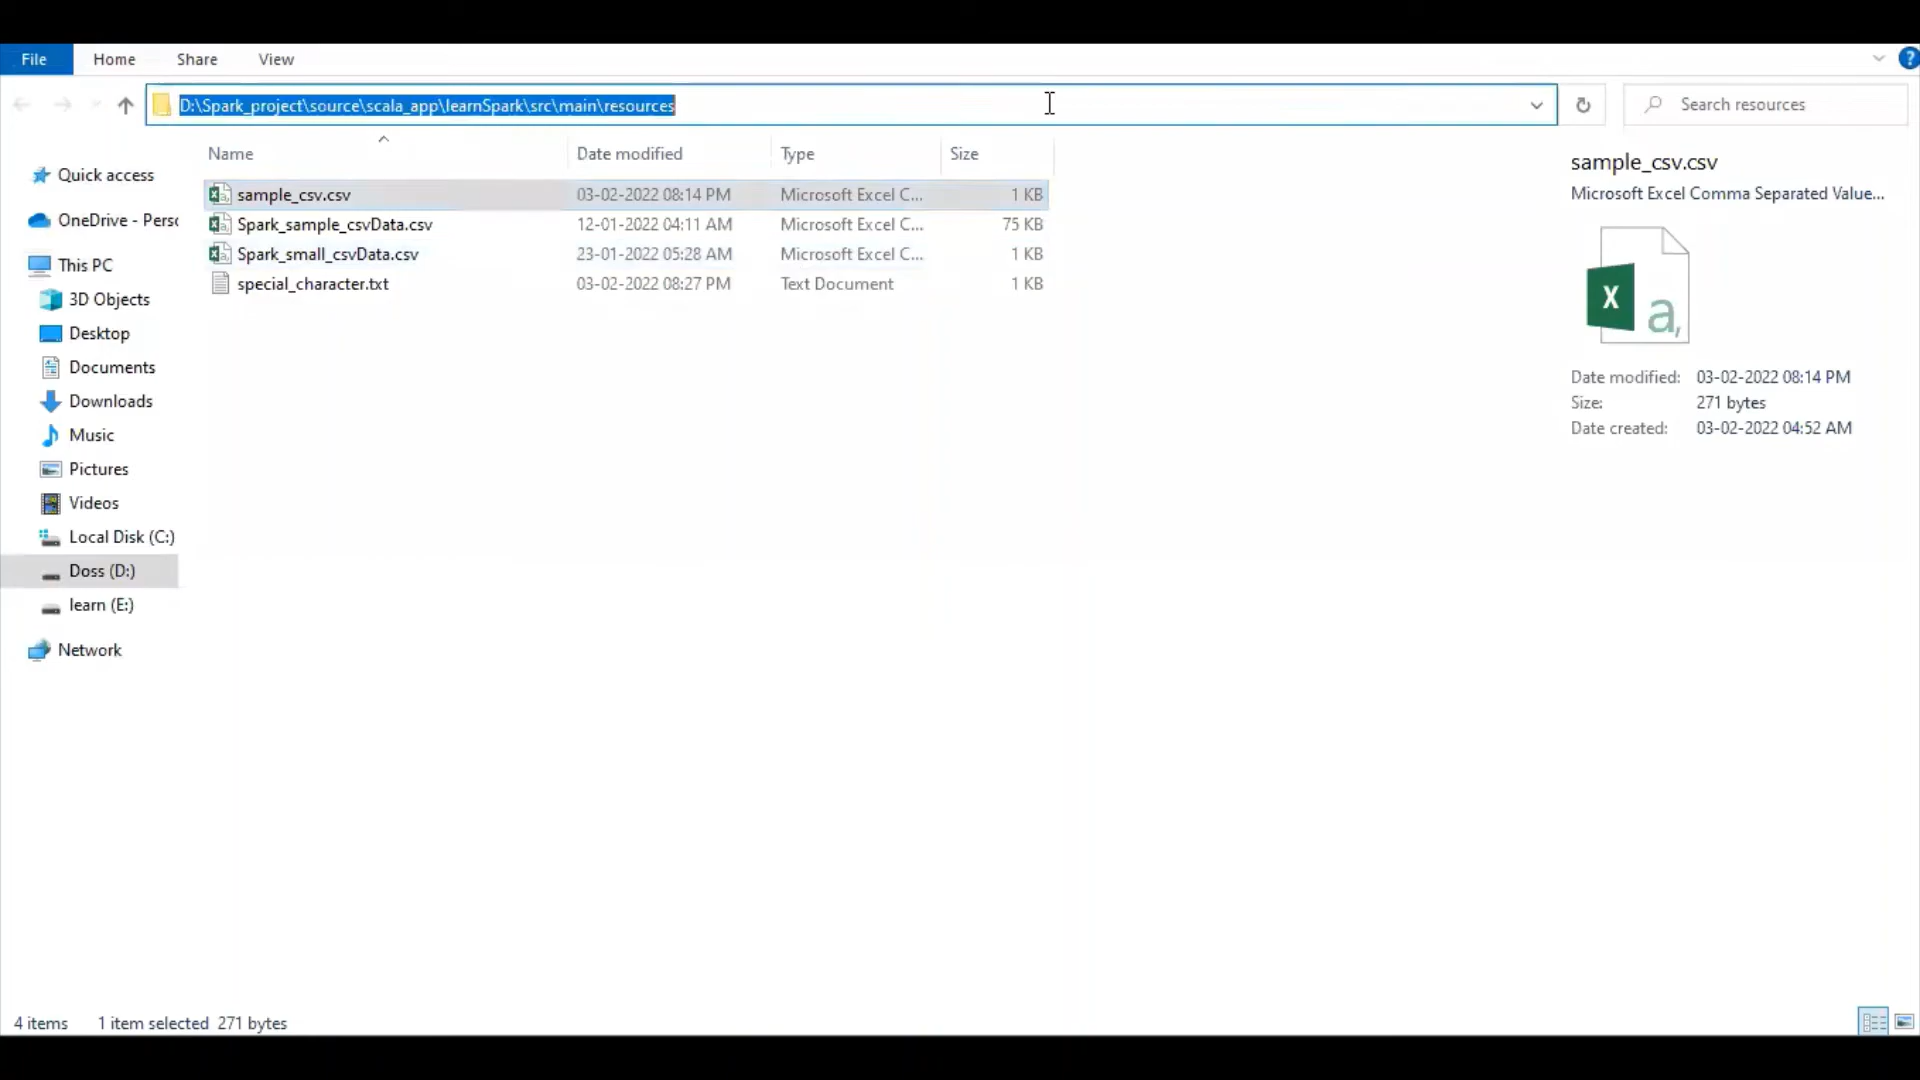 File Home Share View ?
D:\Spark_project\source\scala_app\learnSpark\src\main\resources Search resources
Name Date modified Type Size
sample_csv.csv 03-02-2022 08:14 PM Microsoft Excel C... 1 KB
Spark_sample_csvData.csv 12-01-2022 04:11 AM Microsoft Excel C... 75 KB
Spark_small_csvData.csv 23-01-2022 05:28 AM Microsoft Excel C... 1 KB
special_character.txt 03-02-2022 08:27 PM Text Document 1 KB
Quick access
OneDrive - Perso
This PC
3D Objects
Desktop
Documents
Downloads
Music
Pictures
Videos
Local Disk (C:)
Doss (D:)
learn (E:)
Network
sample_csv.csv
Microsoft Excel Comma Separated Value...
X a,
Date modified: 03-02-2022 08:14 PM
Size: 271 bytes
Date created: 03-02-2022 04:52 AM
4 items 1 item selected 271 bytes